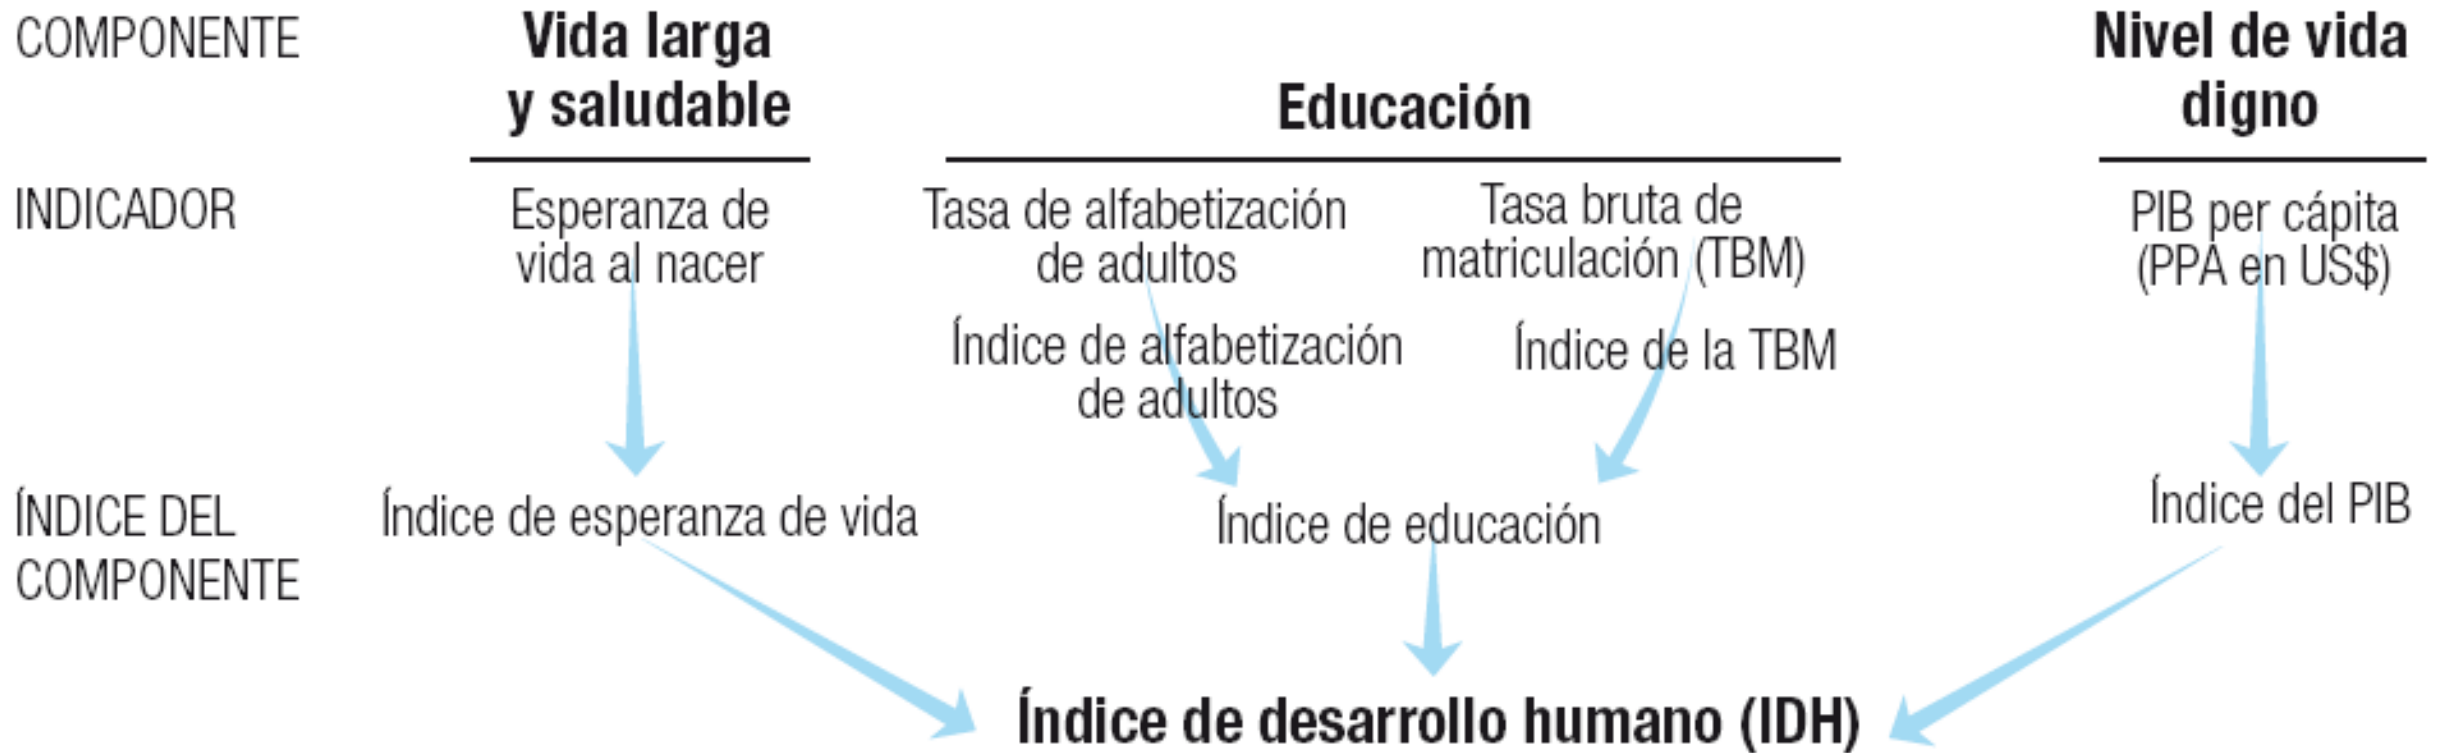 COMPONENTE
Vida larga
y saludable
Educación
Nivel de vida
digno
INDICADOR
Esperanza de
vida al nacer
Tasa de alfabetización
de adultos
Tasa bruta de
matriculación (TBM)
PIB per cápita
(PPA en US$)
Índice de alfabetización
de adultos
Índice de la TBM
ÍNDICE DEL
COMPONENTE
Índice de esperanza de vida
Índice de educación
Índice del PIB
Índice de desarrollo humano (IDH)